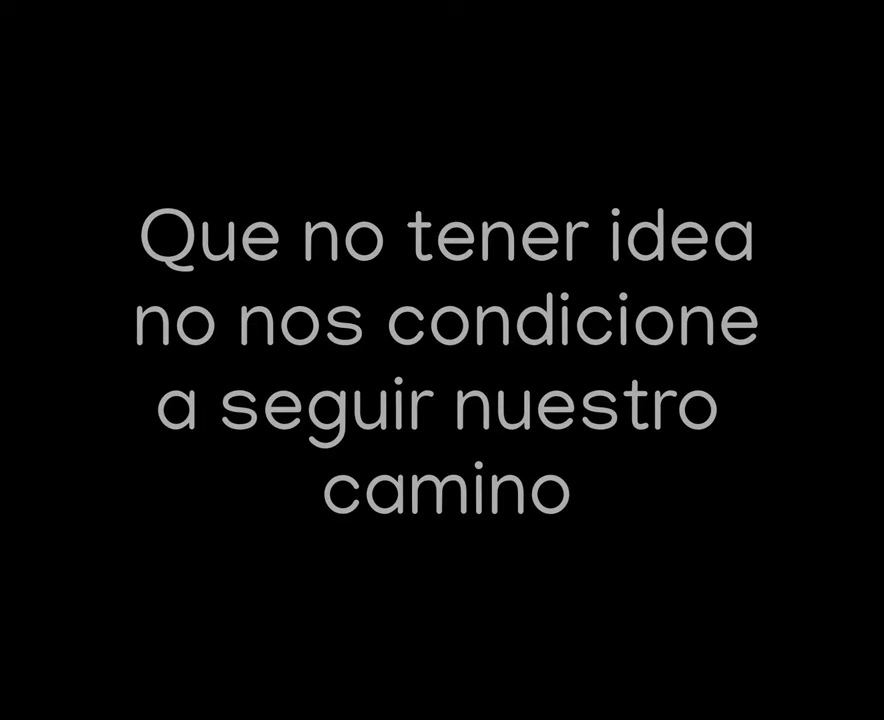 Que no tener idea
no nos condicione
a seguir nuestro
camino